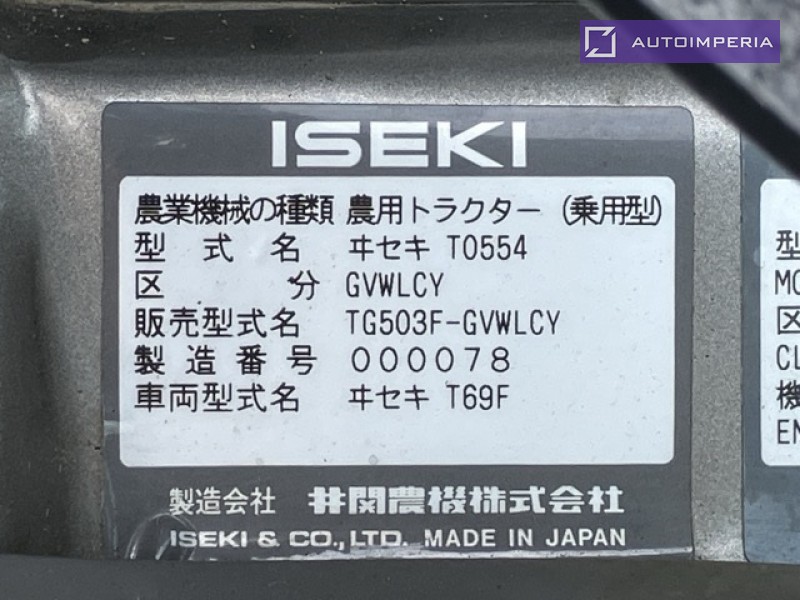 AUTOIMPERIA
ISEKI
農業機械の種類 農用トラクター (乗用型)
型式名 ヰセキ T0554
区分 GVWLCY
販売型式名 TG503F-GVWLCY
製造番号 000078
車両型式名 ヰセキ T69F
製造会社 井関農機株式会社
ISEKI & CO., LTD. MADE IN JAPAN
型
MO
区
CL
機
EN